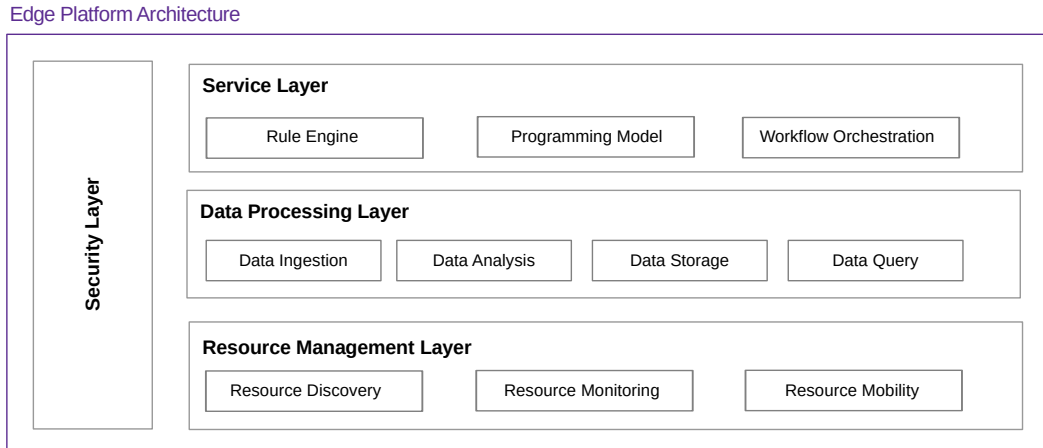 Edge Platform Architecture
Security Layer
Service Layer
Rule Engine
Programming Model
Workflow Orchestration
Data Processing Layer
Data Ingestion
Data Analysis
Data Storage
Data Query
Resource Management Layer
Resource Discovery
Resource Monitoring
Resource Mobility